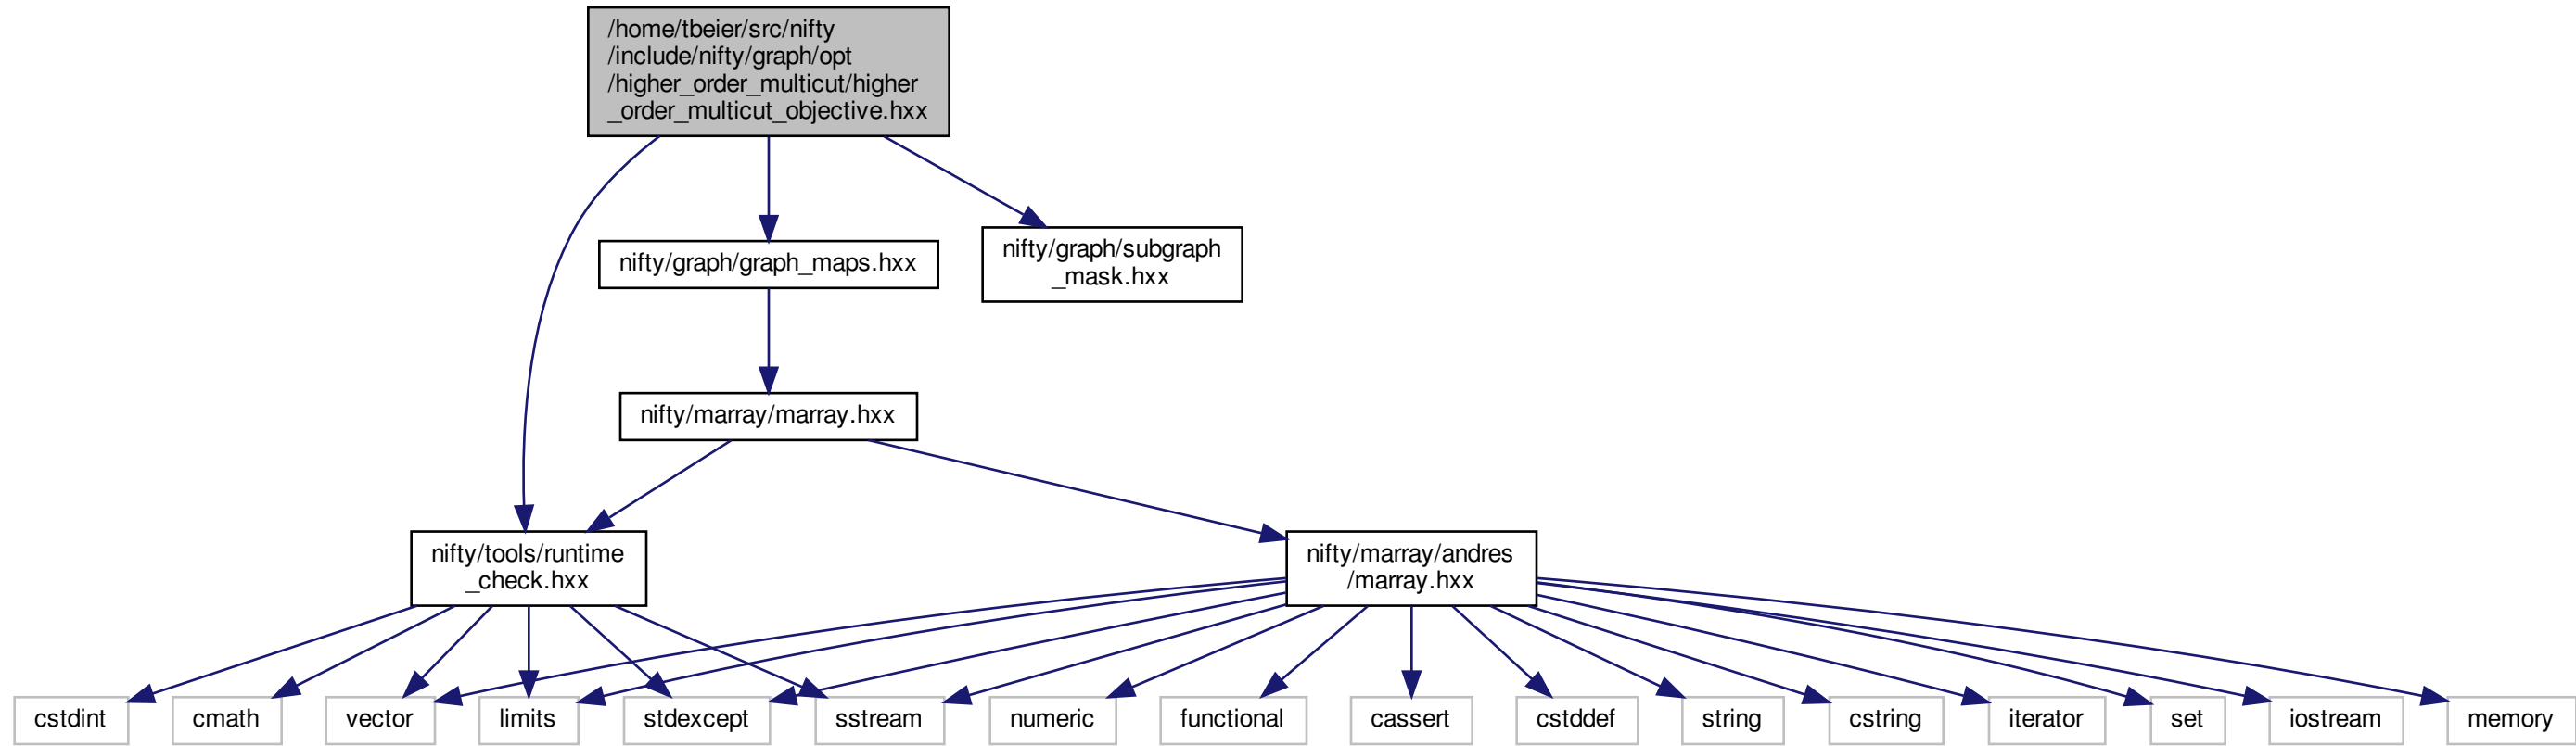 /home/tbeier/src/nifty
/include/nifty/graph/opt
/higher_order_multicut/higher
_order_multicut_objective.hxx
nifty/graph/graph_maps.hxx
nifty/graph/subgraph
_mask.hxx
nifty/marray/marray.hxx
nifty/tools/runtime
_check.hxx
nifty/marray/andres
/marray.hxx
cstdint
cmath
vector
limits
stdexcept
sstream
numeric
functional
cassert
cstddef
string
cstring
iterator
set
iostream
memory